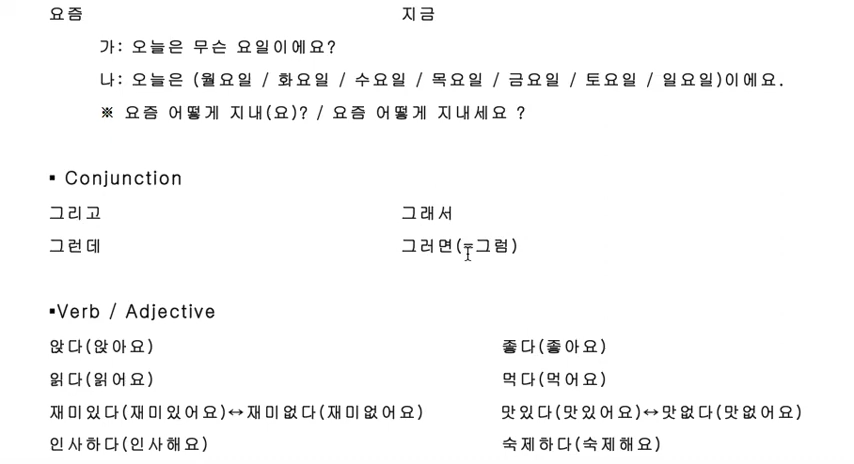 요즘 지금
가: 오늘은 무슨 요일이에요?
나: 오늘은 (월요일 / 화요일 / 수요일 / 목요일 / 금요일 / 토요일 / 일요일)이에요.
※ 요즘 어떻게 지내(요)? / 요즘 어떻게 지내세요 ?
▪ Conjunction
그리고 그래서
그런데 그러면(=그럼)
▪Verb / Adjective
앉다(앉아요) 좋다(좋아요)
읽다(읽어요) 먹다(먹어요)
재미있다(재미있어요)↔재미없다(재미없어요) 맛있다(맛있어요)↔맛없다(맛없어요)
인사하다(인사해요) 숙제하다(숙제해요)